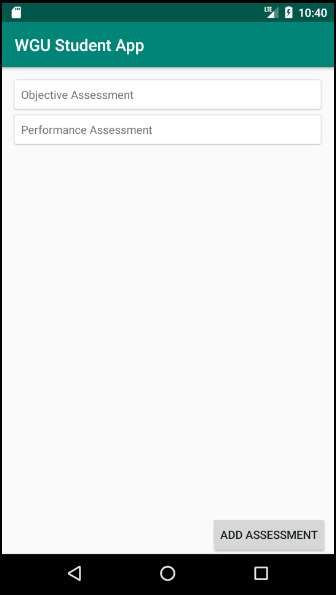 LTE 10:40
WGU Student App
Objective Assessment
Performance Assessment
ADD ASSESSMENT